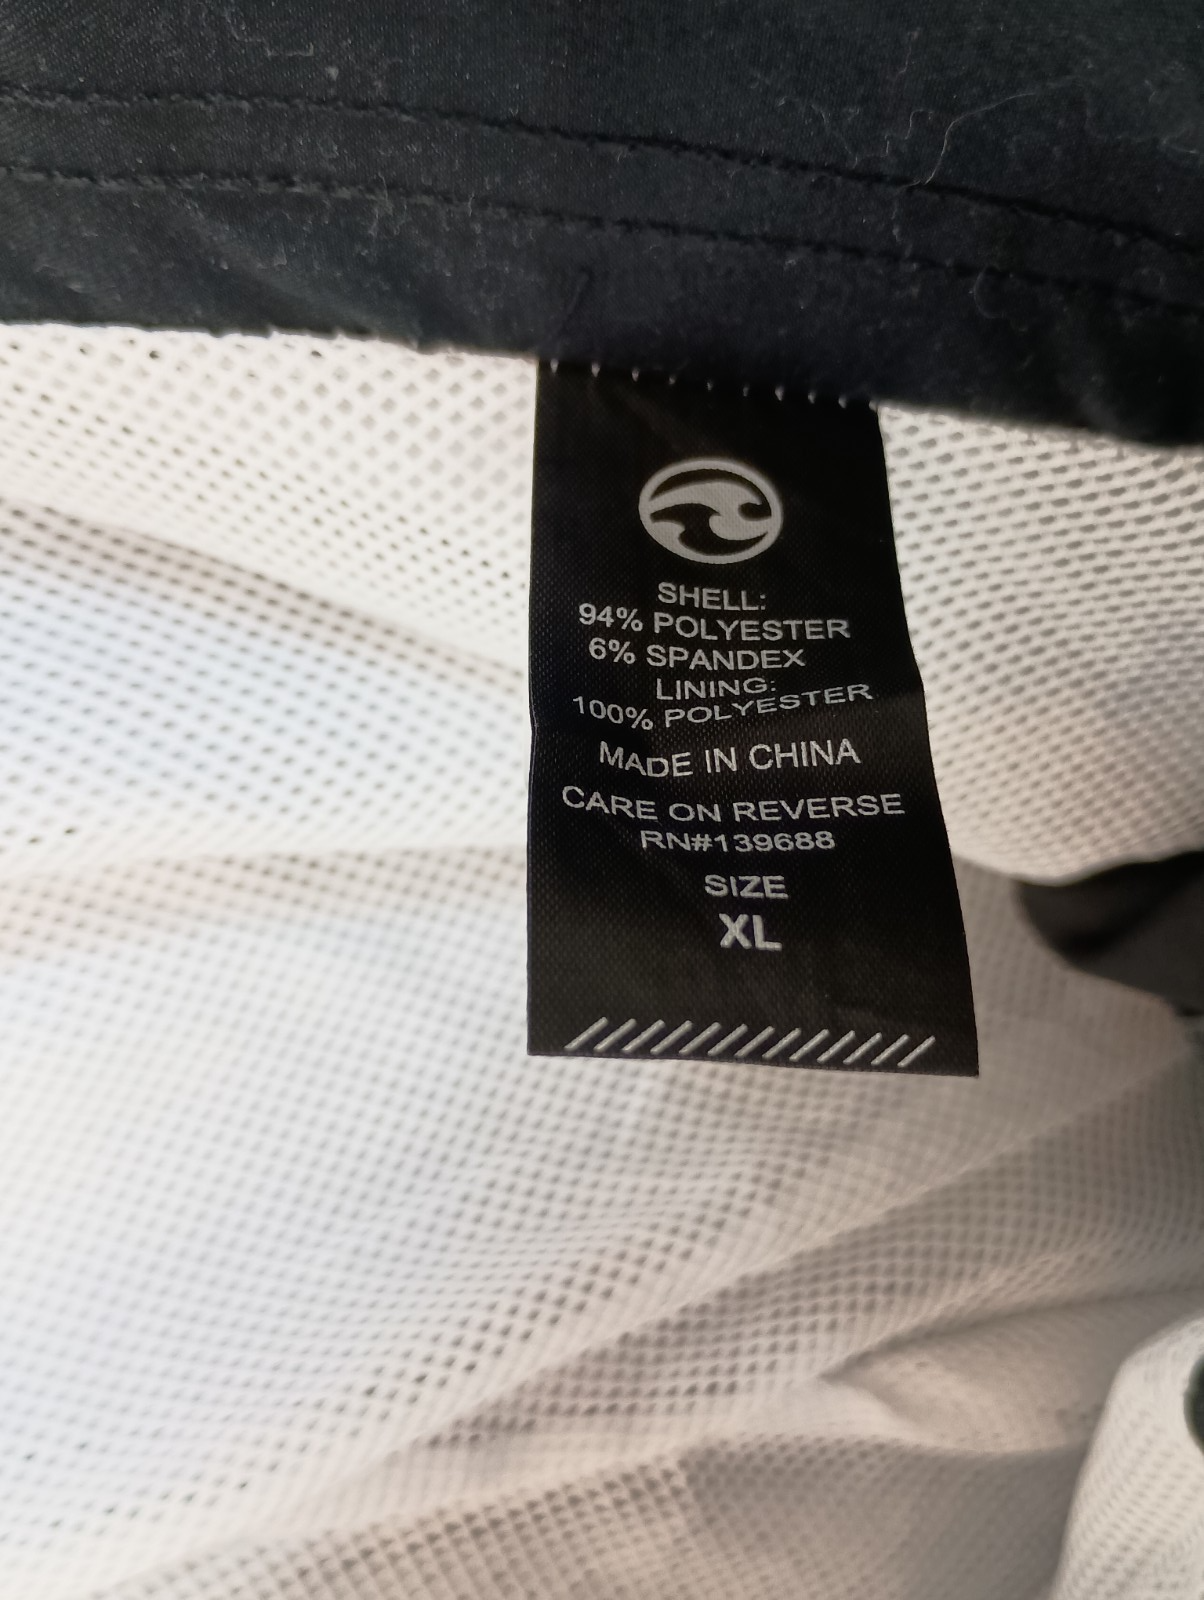 SHELL:
94% POLYESTER
6% SPANDEX
LINING:
100% POLYESTER
MADE IN CHINA
CARE ON REVERSE
RN#139688
SIZE
XL